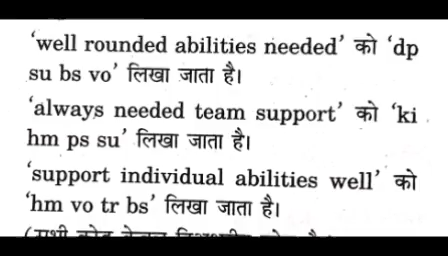 ‘well rounded abilities needed’ को ‘dp
su bs vo’ लिखा जाता है।
‘always needed team support’ को ‘ki
hm ps su’ लिखा जाता है।
‘support individual abilities well’ को
‘hm vo tr bs’ लिखा जाता है।